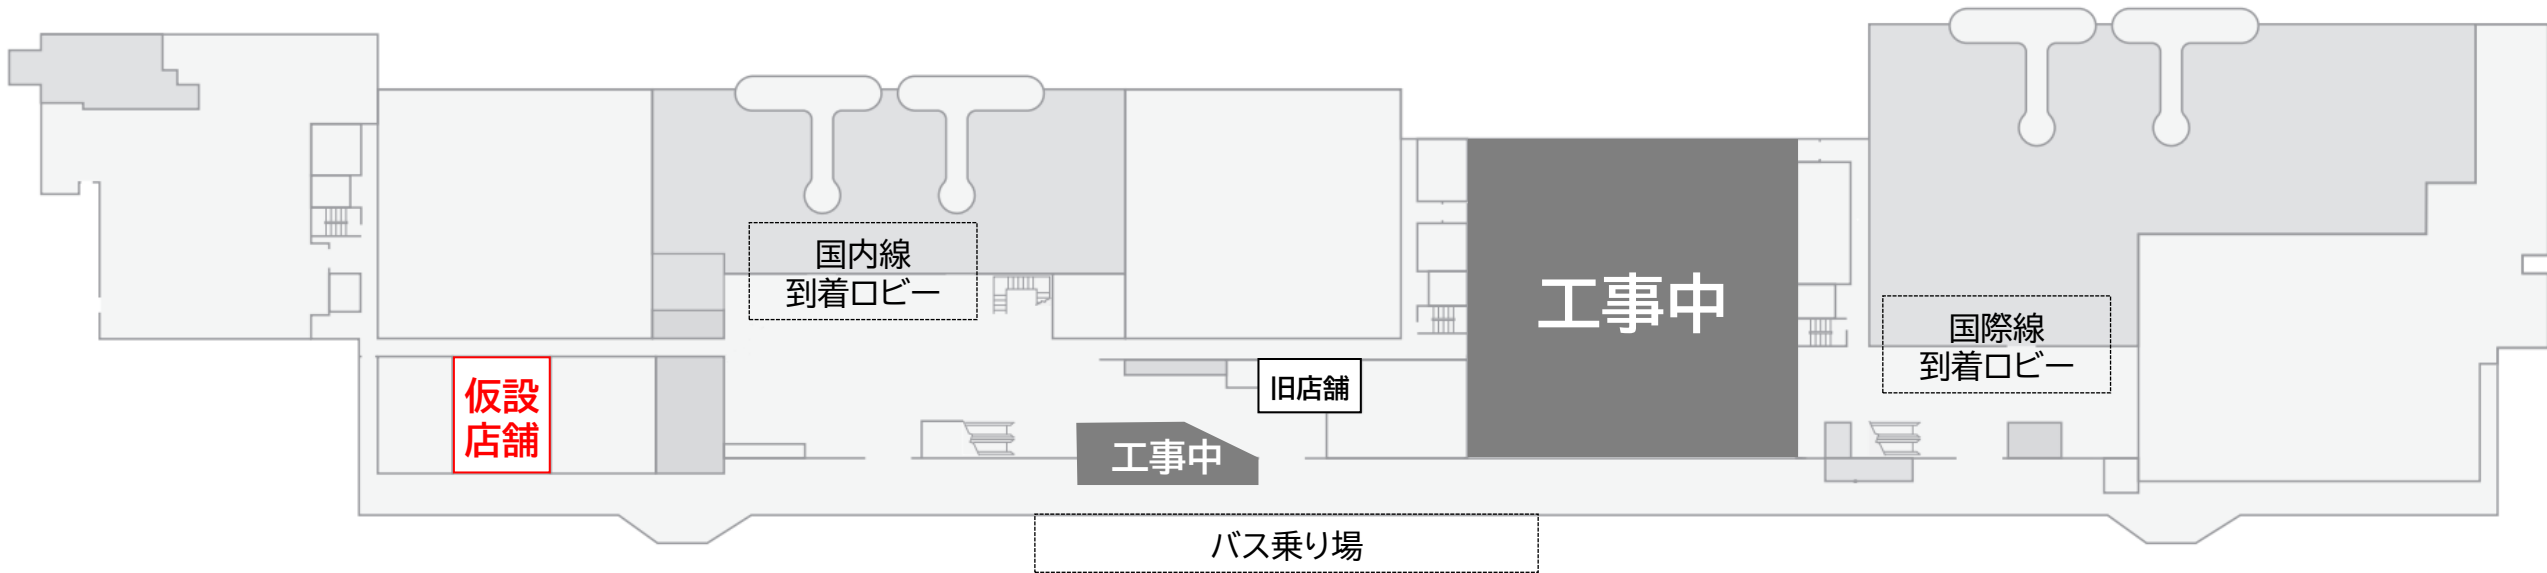 国内線
到着ロビー
工事中
国際線
到着ロビー
仮設
店舗
旧店舗
工事中
バス乗り場